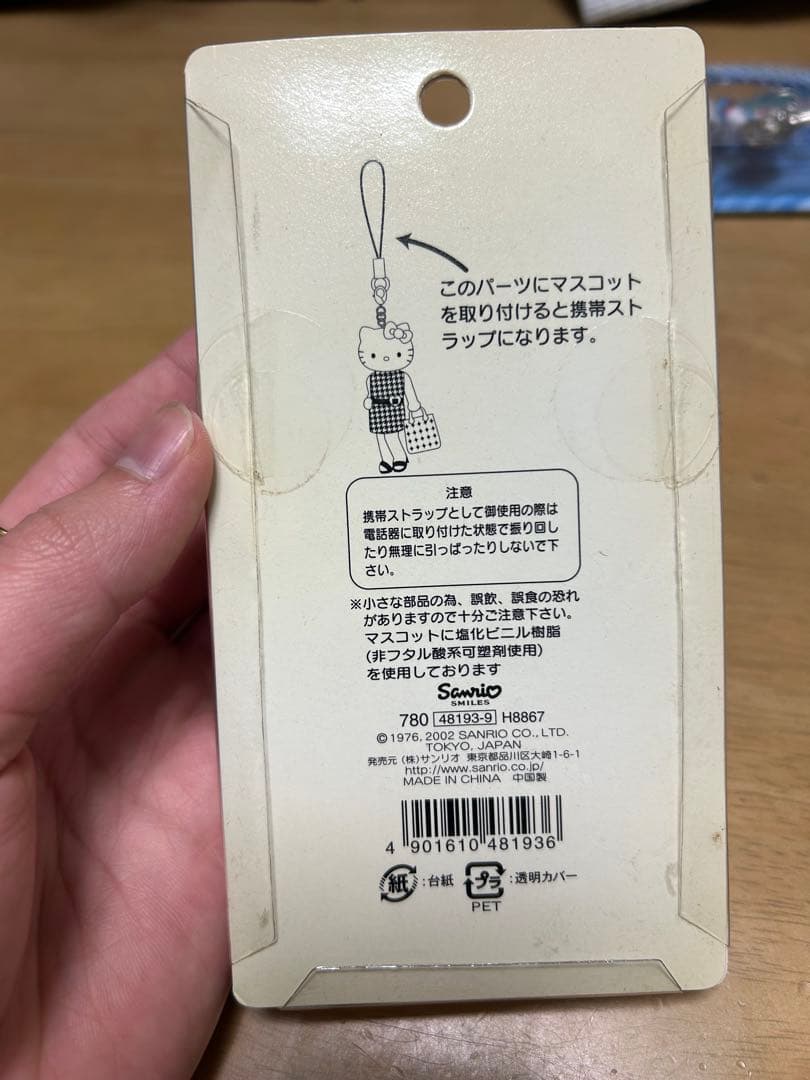 このパーツにマスコット
を取り付けると携帯スト
ラップになります。
注意
携帯ストラップとして御使用の際は
電話器に取り付けた状態で振り回し
たり無理に引っぱったりしないで下
さい。
※小さな部品の為、誤飲、誤食の恐れ
がありますので十分ご注意下さい。
マスコットに塩化ビニル樹脂
(非フタル酸系可塑剤使用)
を使用しております
Sanrio
SMILES
780 48193-9 H8867
©1976, 2002 SANRIO CO., LTD.
TOKYO, JAPAN
発売元 (株)サンリオ 東京都品川区大崎1-6-1
http://www.sanrio.co.jp/
MADE IN CHINA 中国製
4 901610 481936
紙 : 台紙 プラ : 透明カバー
PET